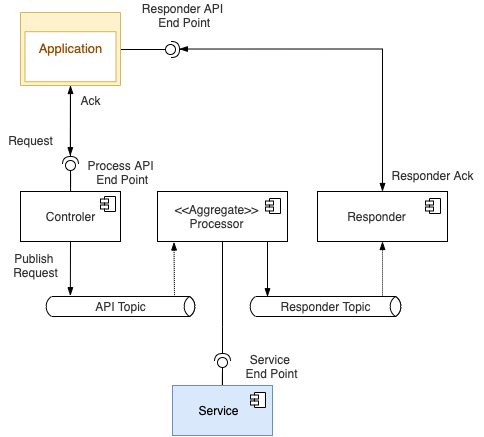 Responder API
End Point
Application
Ack
Request
Process API
End Point
Responder Ack
Controler
<<Aggregate>>
Processor
Responder
Publish
Request
API Topic
Responder Topic
Service
End Point
Service